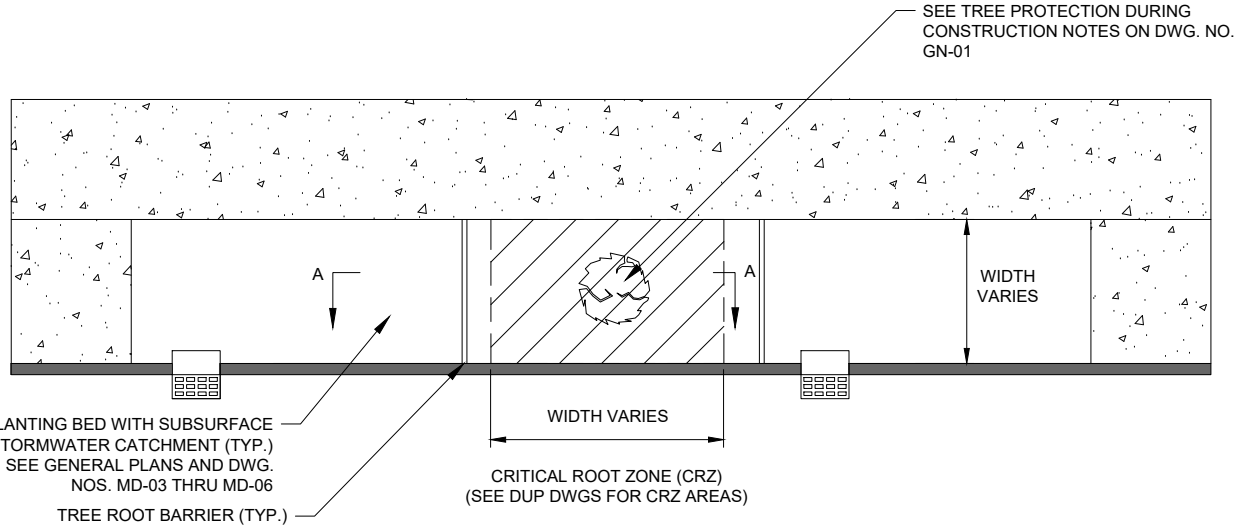 SEE TREE PROTECTION DURING
CONSTRUCTION NOTES ON DWG. NO.
GN-01
A
A
WIDTH
VARIES
LANTING BED WITH SUBSURFACE
TORMWATER CATCHMENT (TYP.)
SEE GENERAL PLANS AND DWG.
NOS. MD-03 THRU MD-06
TREE ROOT BARRIER (TYP.)
WIDTH VARIES
CRITICAL ROOT ZONE (CRZ)
(SEE DUP DWGS FOR CRZ AREAS)